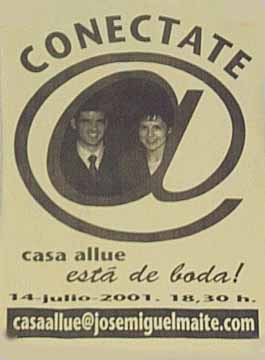 CONECTATE
@
casa allue
está de boda!
14-julio-2001. 18,30 h.
casaallue@josemiguelmaite.com